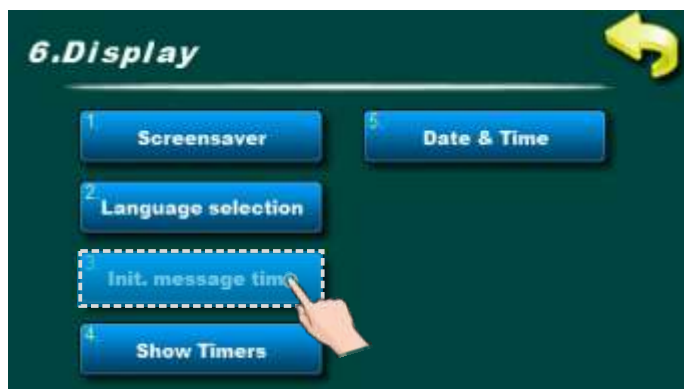 6.Display
1.
Screensaver
2.
Language selection
3.
Init. message time
4.
Show Timers
5.
Date & Time